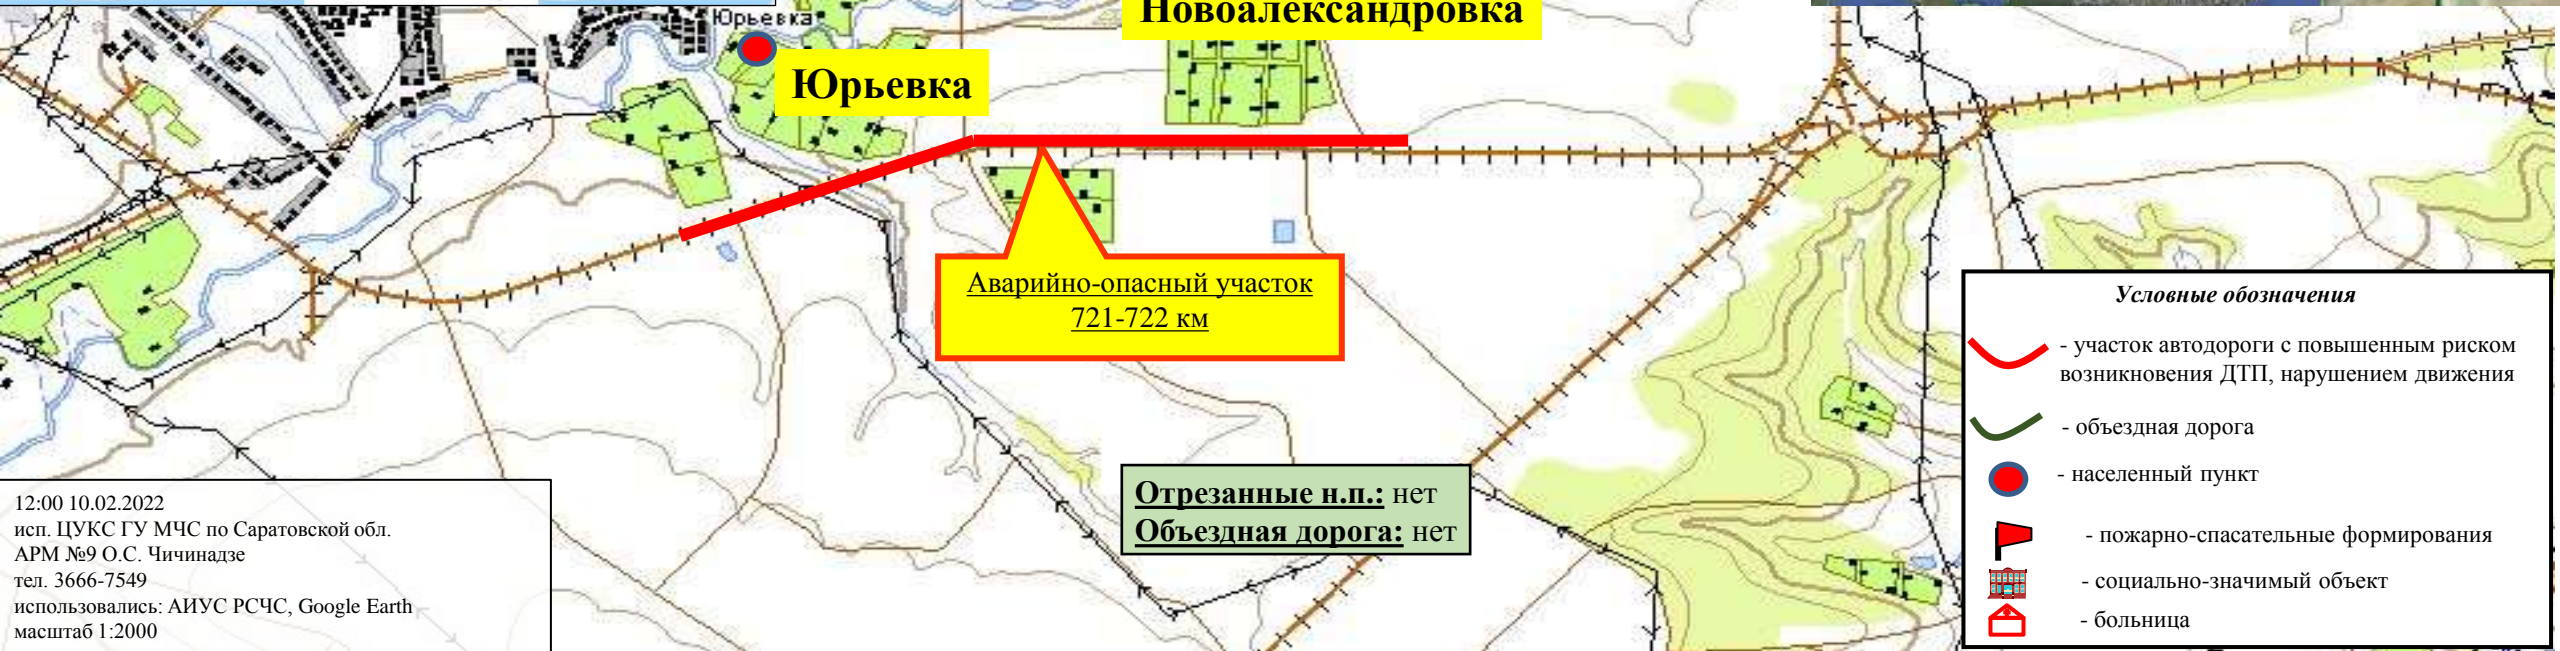 Новоалександровка
Юрьевка
Юрьевка
Аварийно-опасный участок
721-722 км
Отрезанные н.п.: нет
Объездная дорога: нет
12:00 10.02.2022
исп. ЦУКС ГУ МЧС по Саратовской обл.
АРМ №9 О.С. Чичинадзе
тел. 3666-7549
использовались: АИУС РСЧС, Google Earth
масштаб 1:2000
Условные обозначения
- участок автодороги с повышенным риском
возникновения ДТП, нарушением движения
- объездная дорога
- населенный пункт
- пожарно-спасательные формирования
- социально-значимый объект
- больница